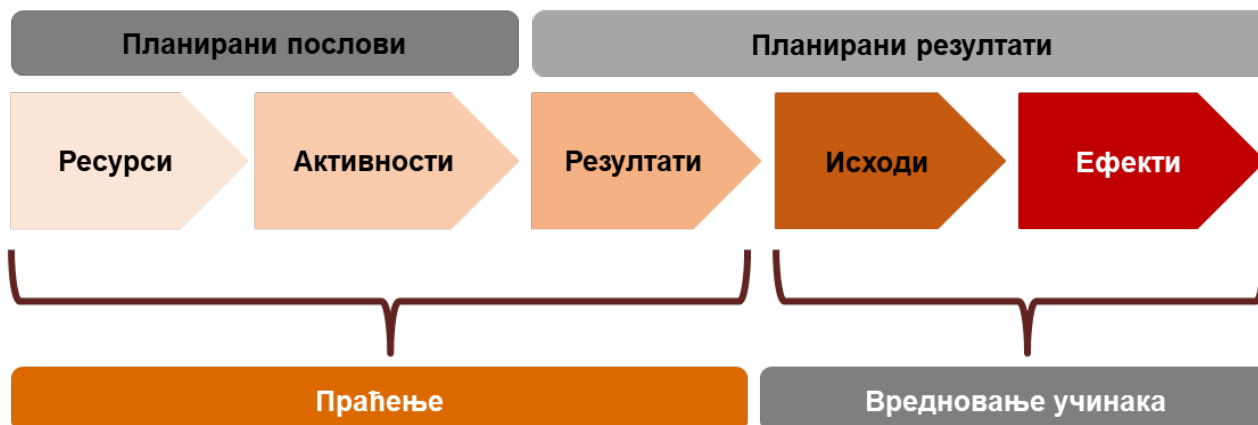 Планирани послови
Планирани резултати
Ресурси
Активности
Резултати
Исходи
Ефекти
Праћење
Вредновање учинака